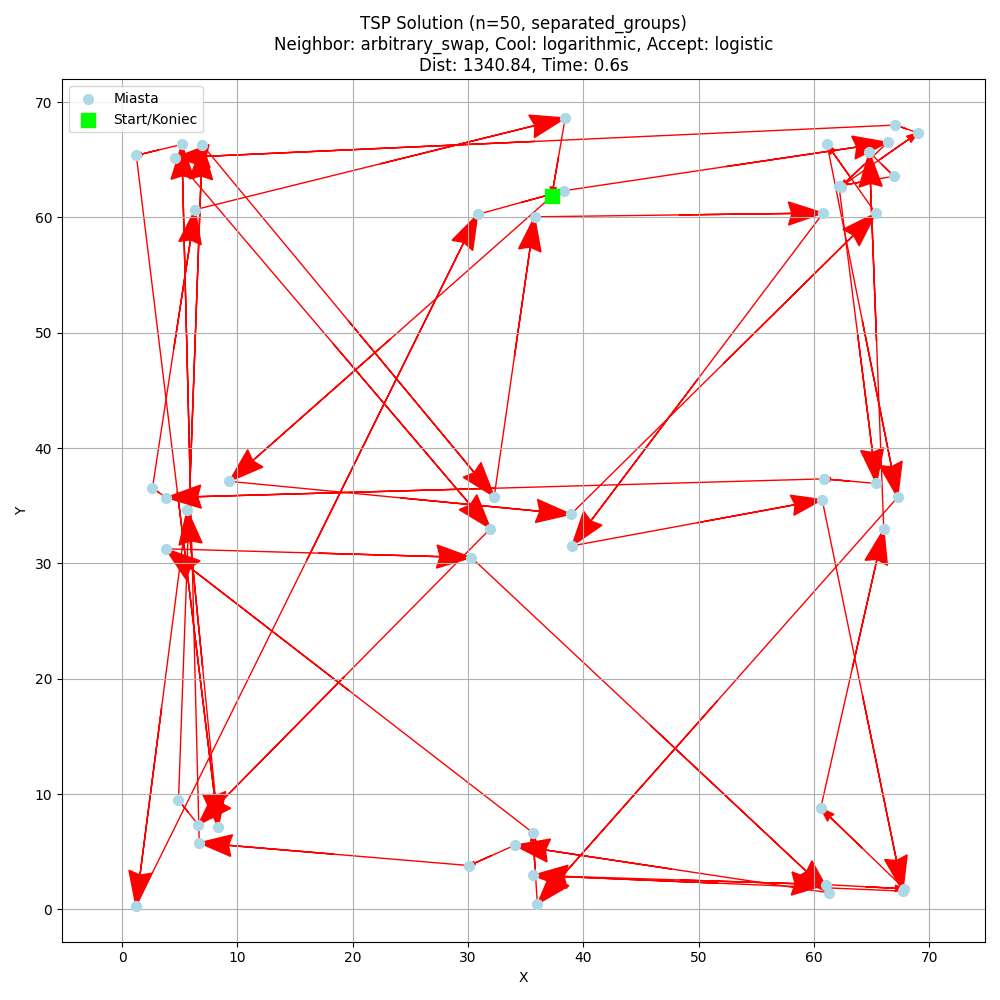 TSP Solution (n=50, separated_groups)
Neighbor: arbitrary_swap, Cool: logarithmic, Accept: logistic
Dist: 1340.84, Time: 0.6s
Miasta
Start/Koniec
70
60
50
40
30
20
10
0
Y
0 10 20 30 40 50 60 70
X